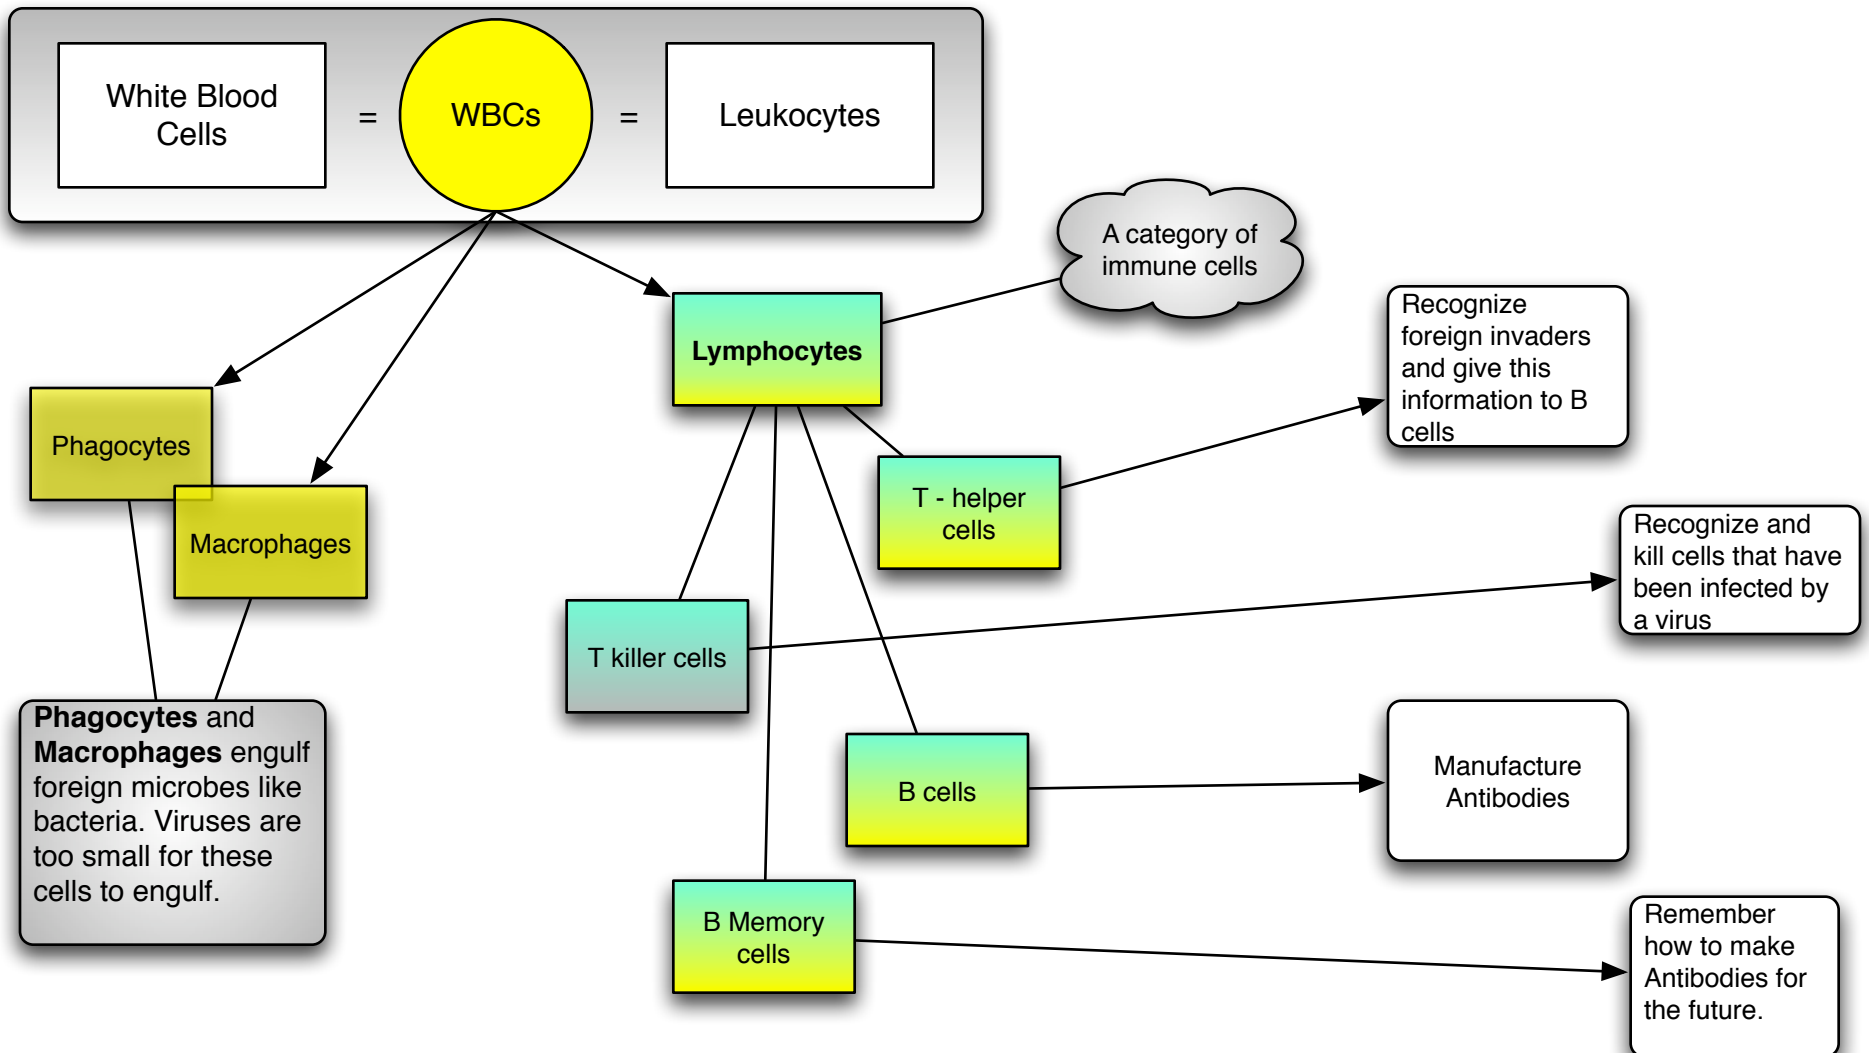 White Blood
Cells
=
WBCs
=
Leukocytes
A category of
immune cells
Lymphocytes
Recognize
foreign invaders
and give this
information to B
cells
Phagocytes
Macrophages
T - helper
cells
Recognize and
kill cells that have
been infected by
a virus
T killer cells
Phagocytes and
Macrophages engulf
foreign microbes like
bacteria. Viruses are
too small for these
cells to engulf.
B cells
Manufacture
Antibodies
B Memory
cells
Remember
how to make
Antibodies for
the future.